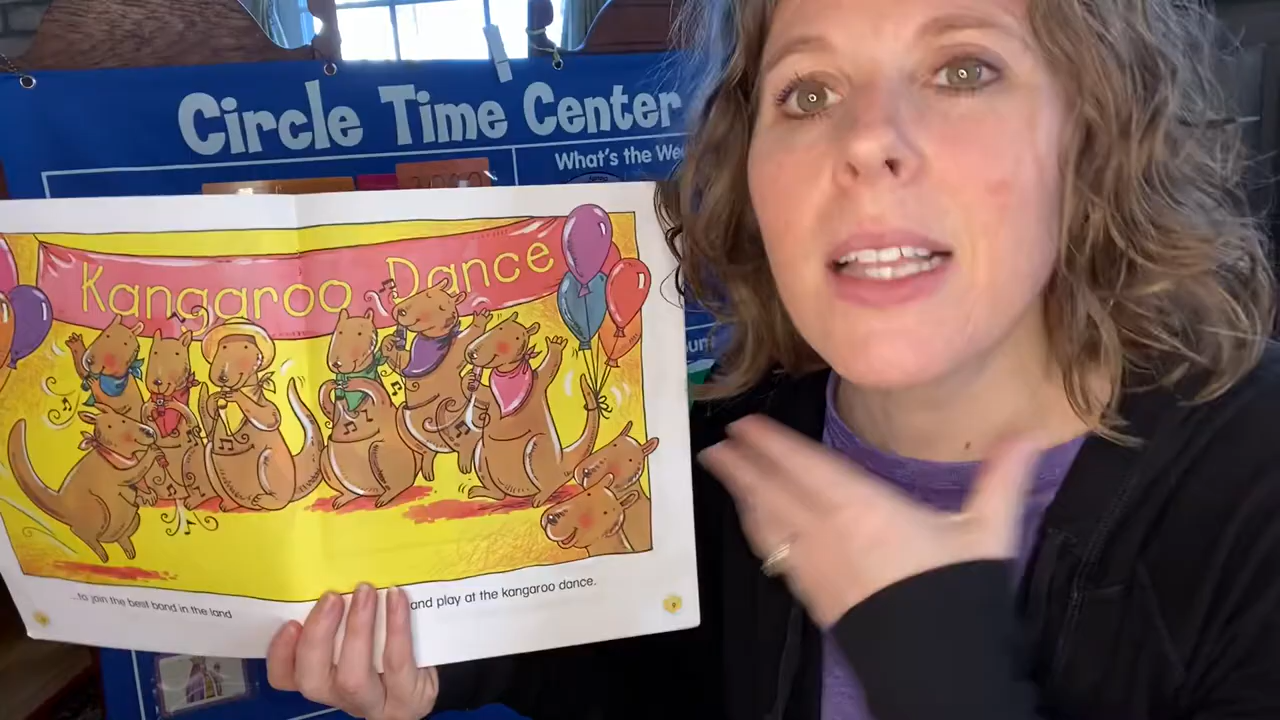 Circle Time Center
What's the
Kangaroo Dance
...to join the best band in the land
and play at the kangaroo dance.
9